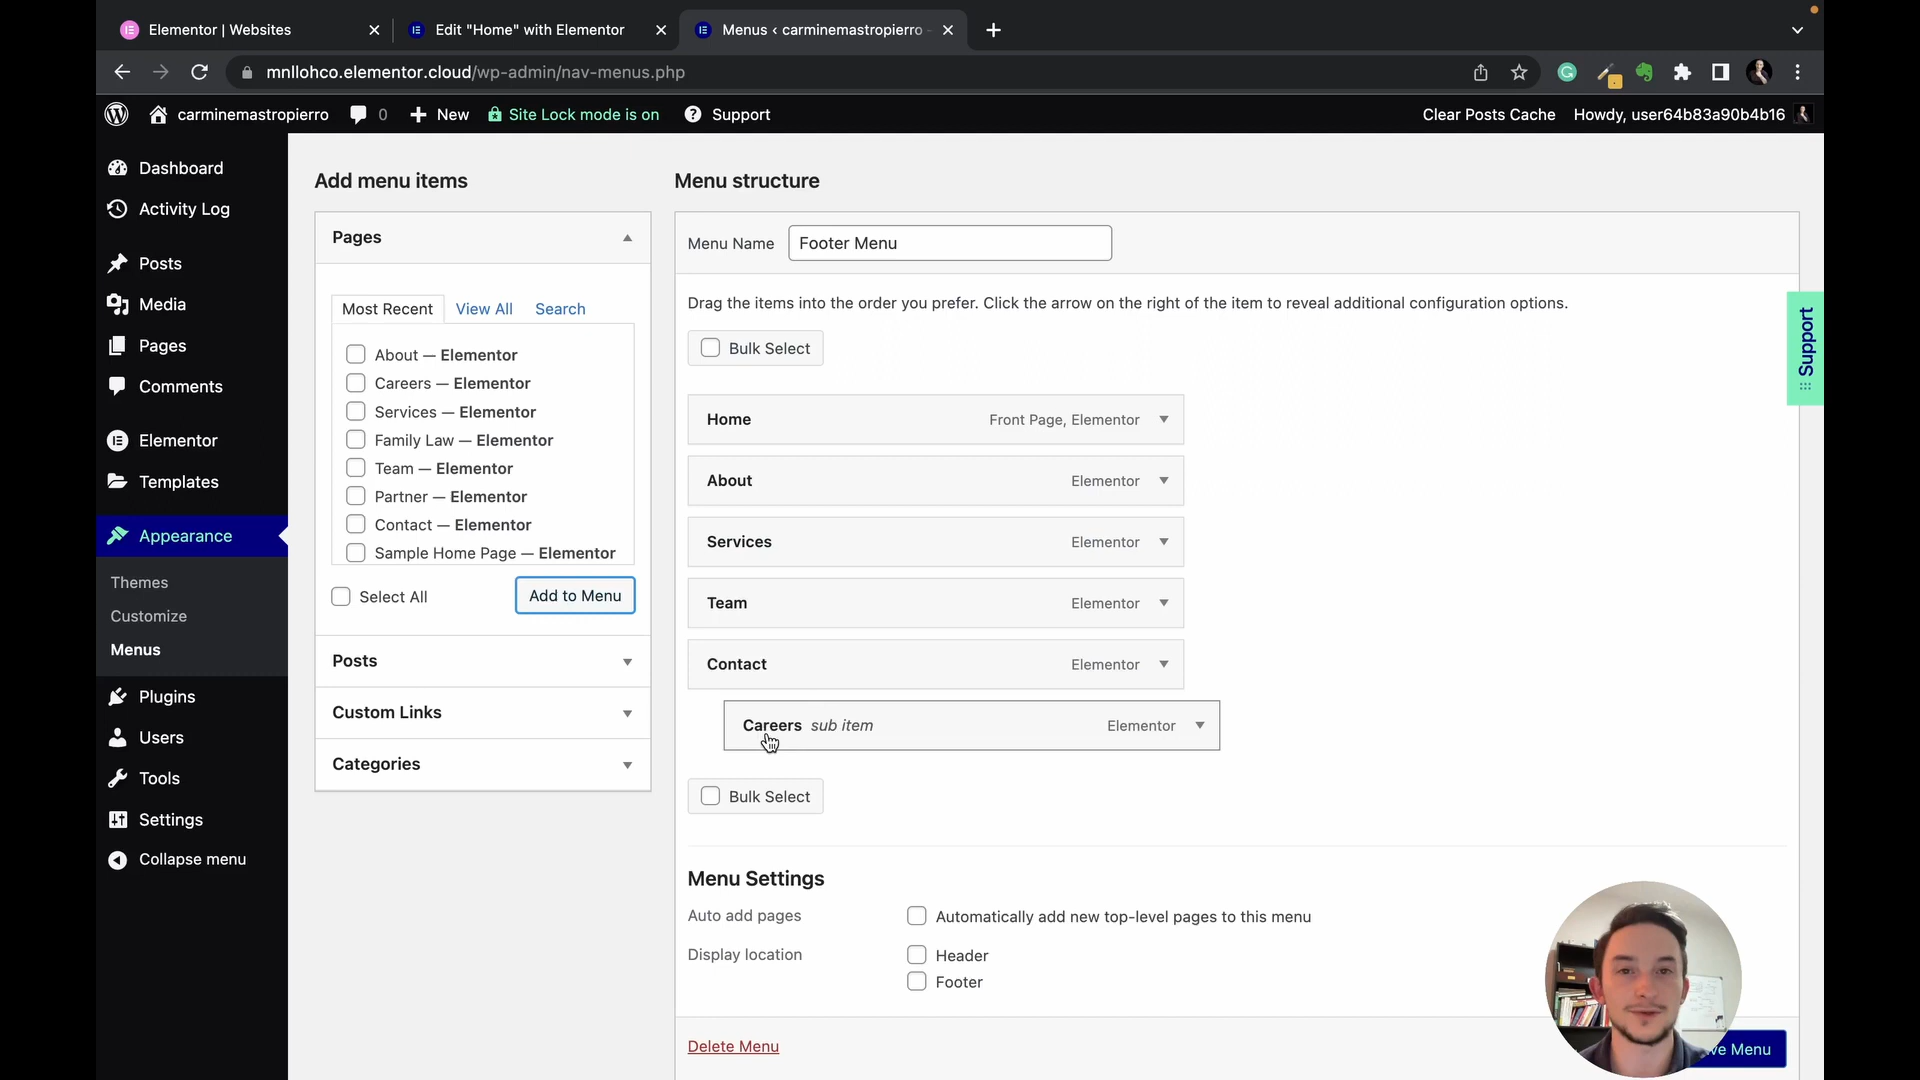 Elementor | Websites
Edit "Home" with Elementor
Menus ‹ carminemastropierro -
mnllohco.elementor.cloud/wp-admin/nav-menus.php
carminemastropierro
0
New
Site Lock mode is on
Support
Clear Posts Cache
Howdy, user64b83a90b4b16
Dashboard
Activity Log
Posts
Media
Pages
Comments
Elementor
Templates
Appearance
Themes
Customize
Menus
Plugins
Users
Tools
Settings
Collapse menu
Add menu items
Pages
Most Recent
View All
Search
About — Elementor
Careers — Elementor
Services — Elementor
Family Law — Elementor
Team — Elementor
Partner — Elementor
Contact — Elementor
Sample Home Page — Elementor
Select All
Add to Menu
Posts
Custom Links
Categories
Menu structure
Menu Name
Footer Menu
Drag the items into the order you prefer. Click the arrow on the right of the item to reveal additional configuration options.
Bulk Select
Home
Front Page, Elementor
About
Elementor
Services
Elementor
Team
Elementor
Contact
Elementor
Careers sub item
Elementor
Bulk Select
Menu Settings
Auto add pages
Automatically add new top-level pages to this menu
Display location
Header
Footer
Delete Menu
ve Menu
Support